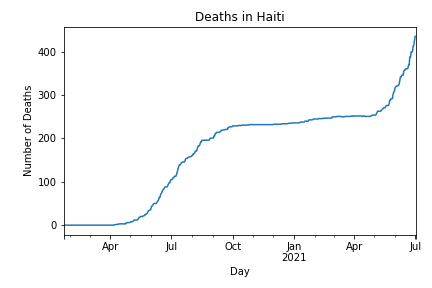 Deaths in Haiti
Number of Deaths
400
300
200
100
0
Apr
Jul
Oct
Jan
2021
Apr
Jul
Day